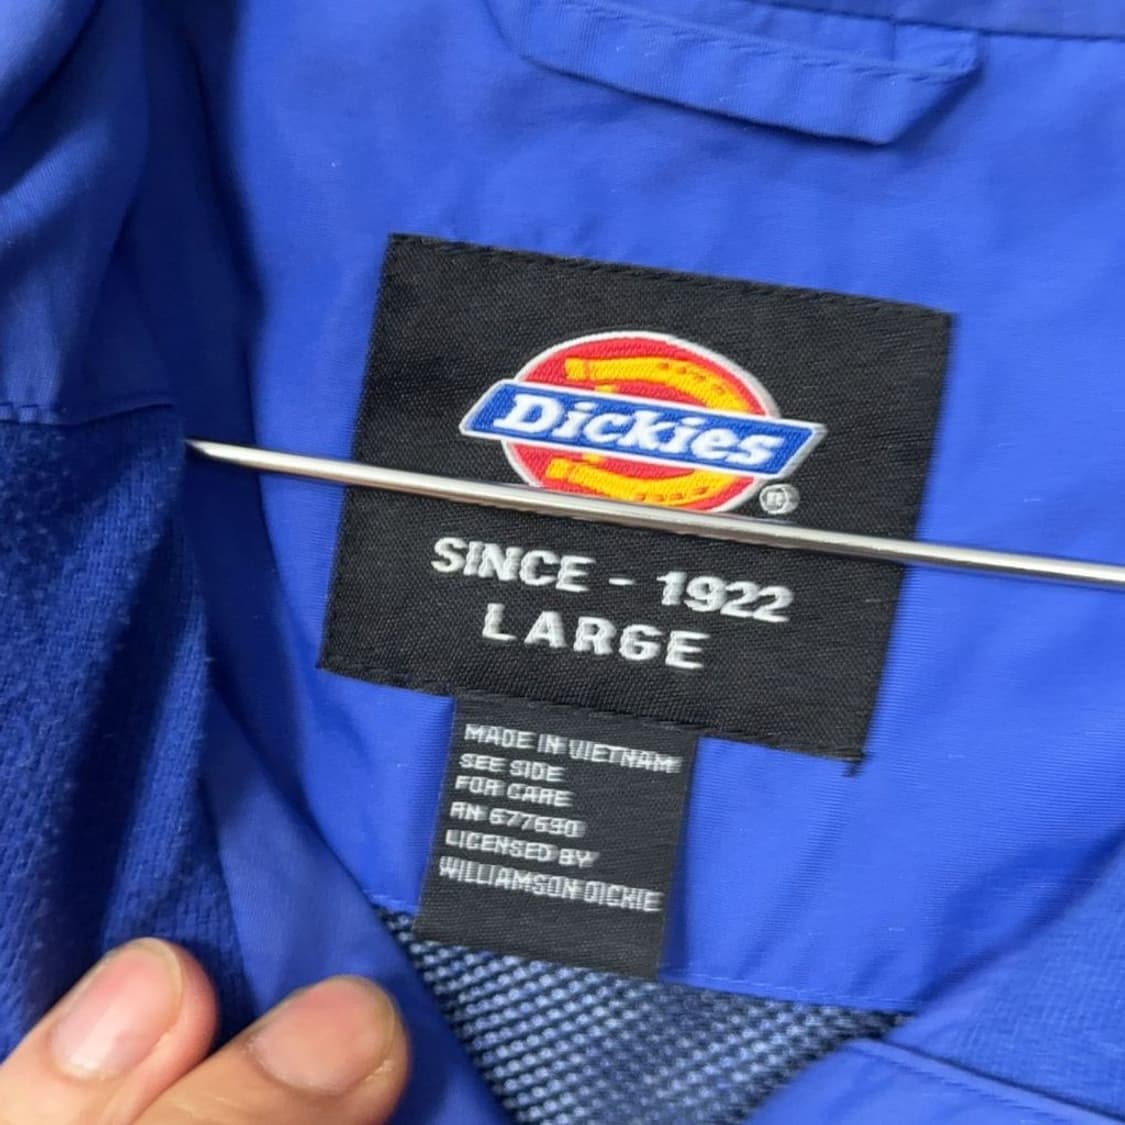 Dickies
®
SINCE - 1922
LARGE
MADE IN VIETNAM
SEE SIDE
FOR CARE
RN 677690
LICENSED BY
WILLIAMSON DICKIE